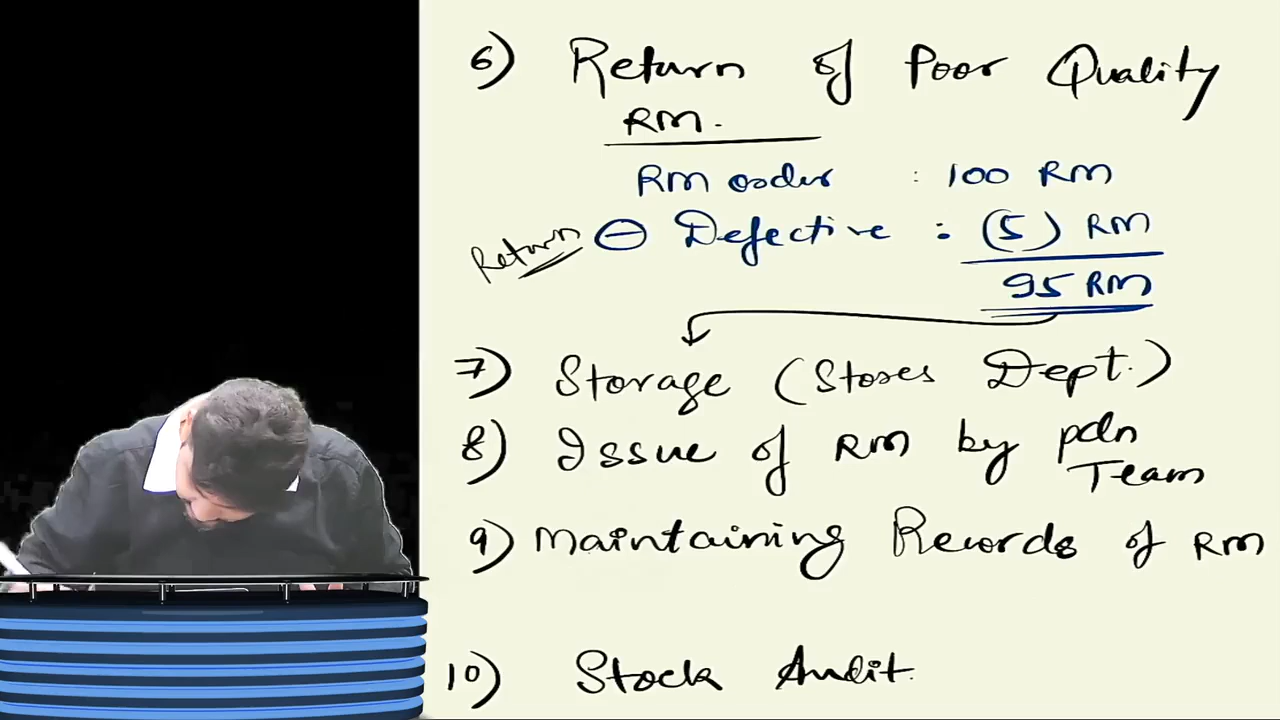 6) Return of Poor Quality
RM.
RM order : 100 RM
Return ⊖ Defective : (5) RM
95 RM
7) Storage (Stores Dept.)
8) Issue of RM by pdn
Team
9) Maintaining Records of RM
10) Stock Audit.